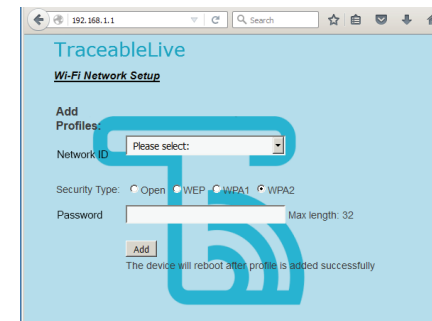 192.168.1.1
Search
TraceableLive
Wi-Fi Network Setup
Add
Profiles:
Network ID
Please select:
Security Type: Open WEP WPA1 WPA2
Password
Max length: 32
Add
The device will reboot after profile is added successfully